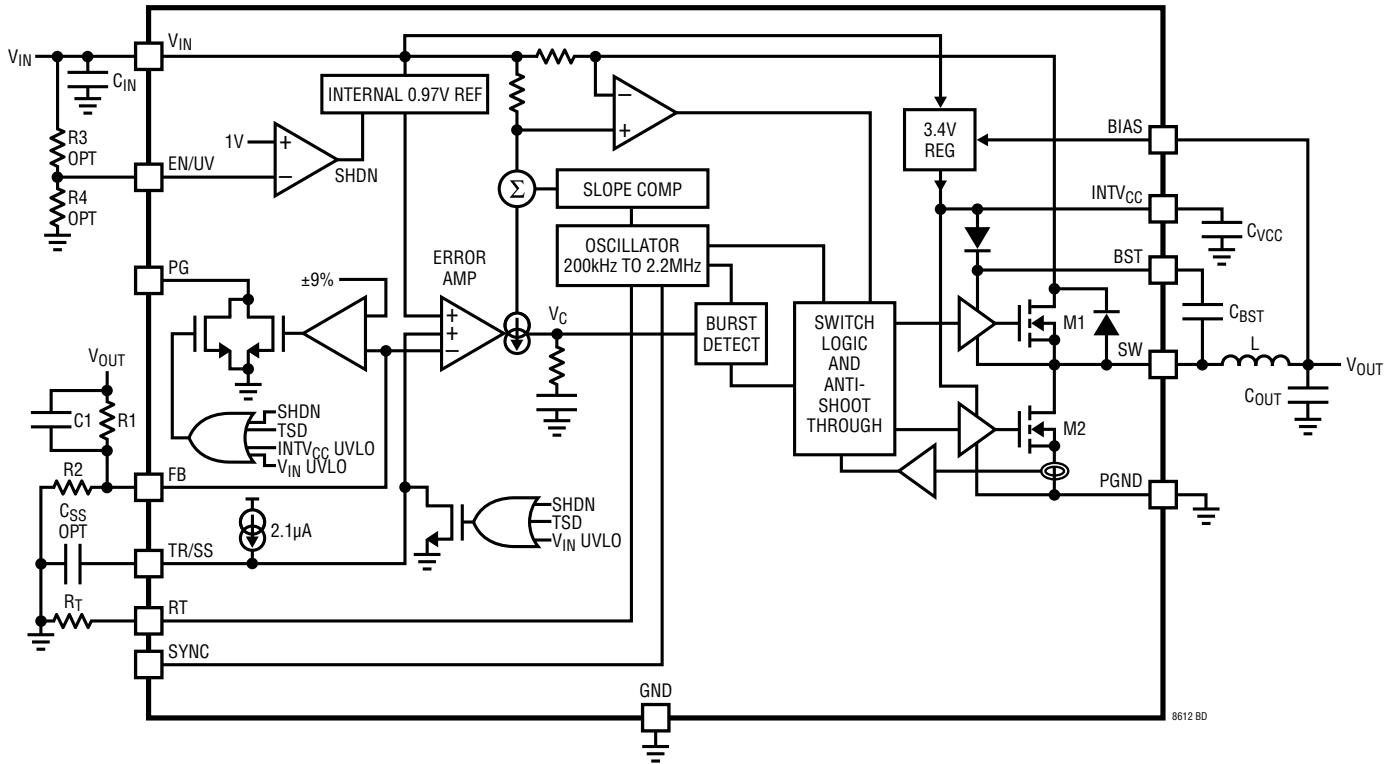 VIN
VIN
CIN
R3
OPT
R4
OPT
EN/UV
1V
+
–
SHDN
INTERNAL 0.97V REF
–
+
3.4V
REG
BIAS
INTVCC
CVCC
Σ
SLOPE COMP
OSCILLATOR
200kHz TO 2.2MHz
PG
±9%
ERROR
AMP
+
+
–
VC
BURST
DETECT
SWITCH
LOGIC
AND
ANTI-
SHOOT
THROUGH
BST
CBST
M1
SW
L
VOUT
COUT
M2
PGND
VOUT
C1
R1
SHDN
TSD
INTVCC UVLO
VIN UVLO
R2
FB
CSS
OPT
2.1µA
SHDN
TSD
VIN UVLO
TR/SS
RT
RT
SYNC
GND
8612 BD